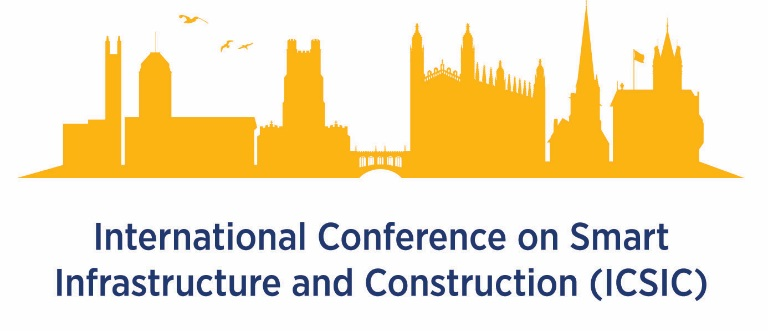 International Conference on Smart
Infrastructure and Construction (ICSIC)